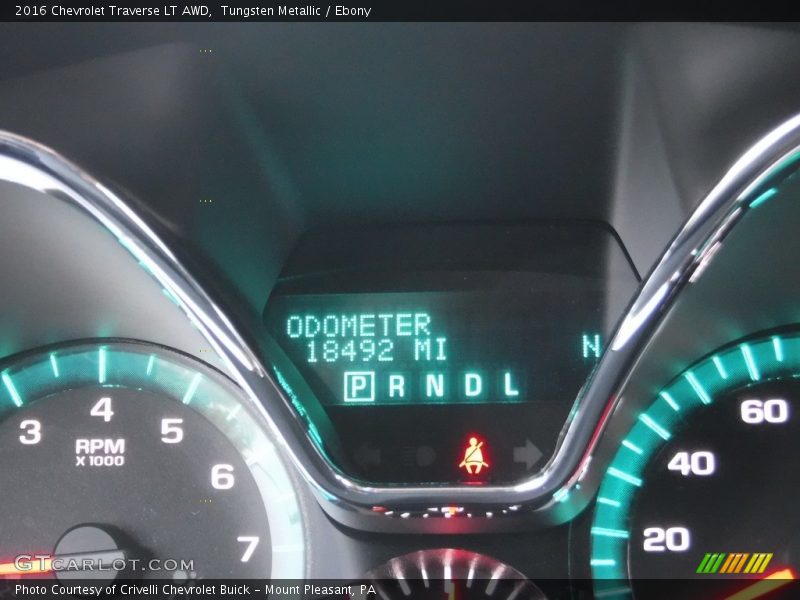 2016 Chevrolet Traverse LT AWD,  Tungsten Metallic / Ebony
ODOMETER
18492 MI
N
P R N D L
3 4 5 6 7
RPM
X1000
20 40 60
GTCARLOT.COM
Photo Courtesy of Crivelli Chevrolet Buick - Mount Pleasant, PA